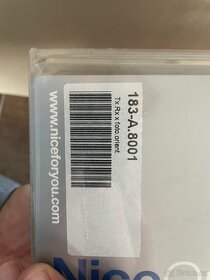 183-A.8001
Tx Rx x foto orient.
www.niceforyou.com
Nice